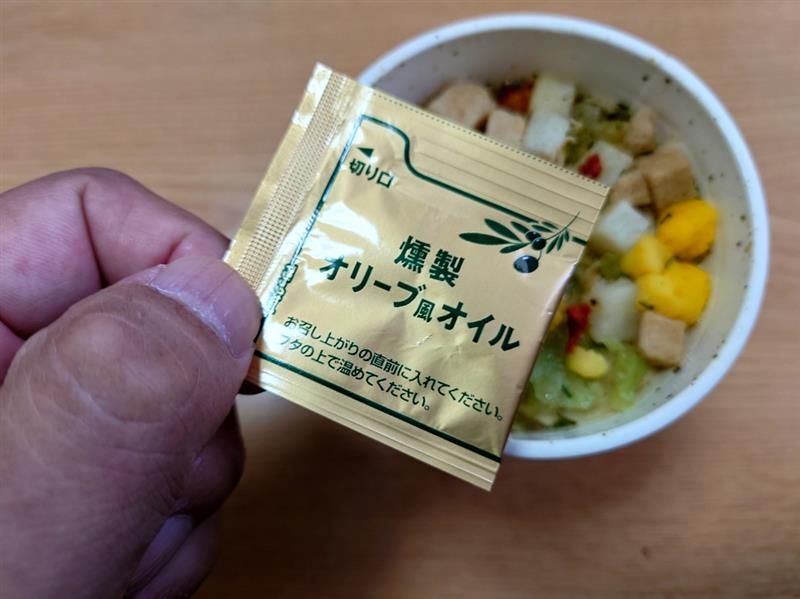 切り口
燻製
オリーブ風オイル
お召し上がりの直前に入れてください。
フタの上で温めてください。